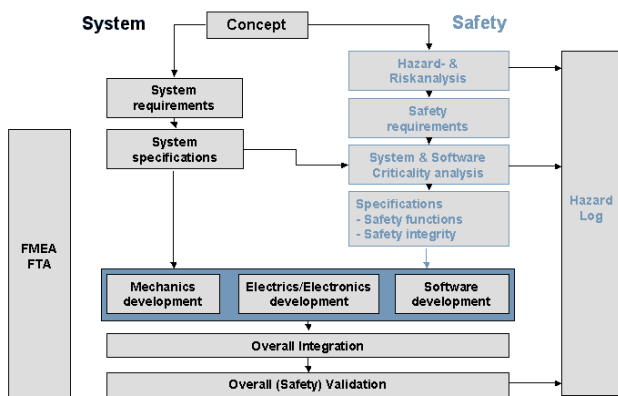 System
Concept
Safety
Hazard- &
Riskanalysis
System
requirements
Safety
requirements
System
specifications
System & Software
Criticality analysis
Specifications
- Safety functions
- Safety integrity
Hazard
Log
FMEA
FTA
Mechanics
development
Electrics/Electronics
development
Software
development
Overall Integration
Overall (Safety) Validation